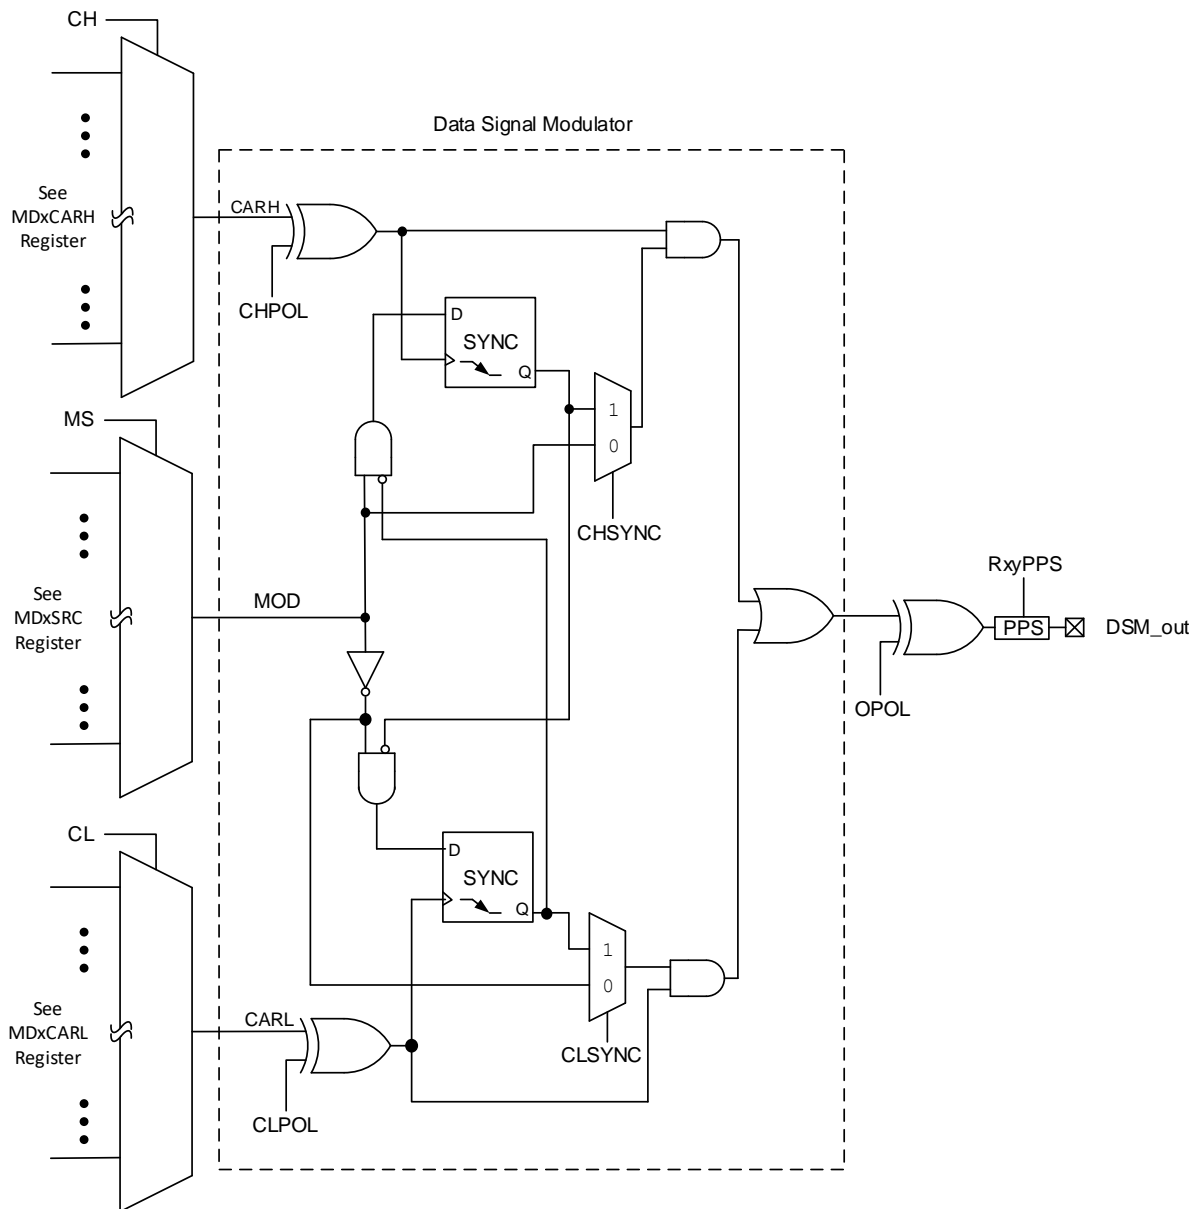 CH
Data Signal Modulator
See
MDxCARH
Register
CARH
CHPOL
D
SYNC
Q
1
0
CHSYNC
MS
See
MDxSRC
Register
MOD
RxyPPS
PPS
DSM_out
OPOL
CL
D
SYNC
Q
1
0
CLSYNC
See
MDxCARL
Register
CARL
CLPOL